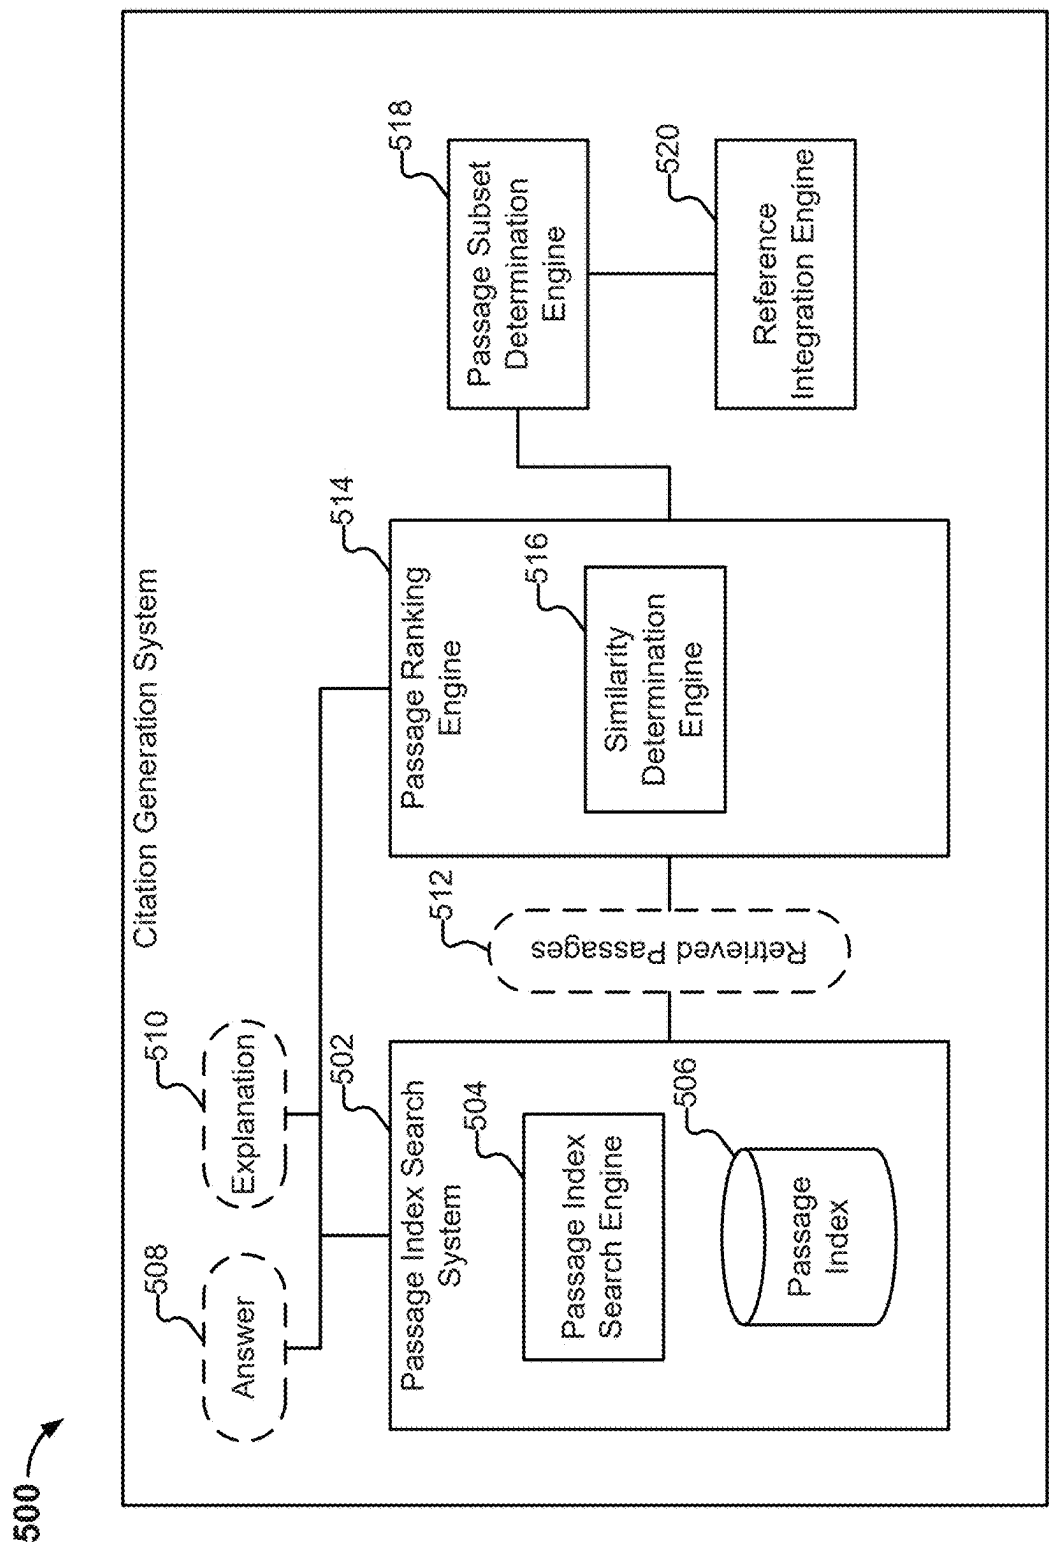 500
Citation Generation System
508
Answer
510
Explanation
502
Passage Index Search
System
504
Passage Index
Search Engine
506
Passage
Index
512
Retrieved Passages
514
Passage Ranking
Engine
516
Similarity
Determination
Engine
518
Passage Subset
Determination
Engine
520
Reference
Integration Engine